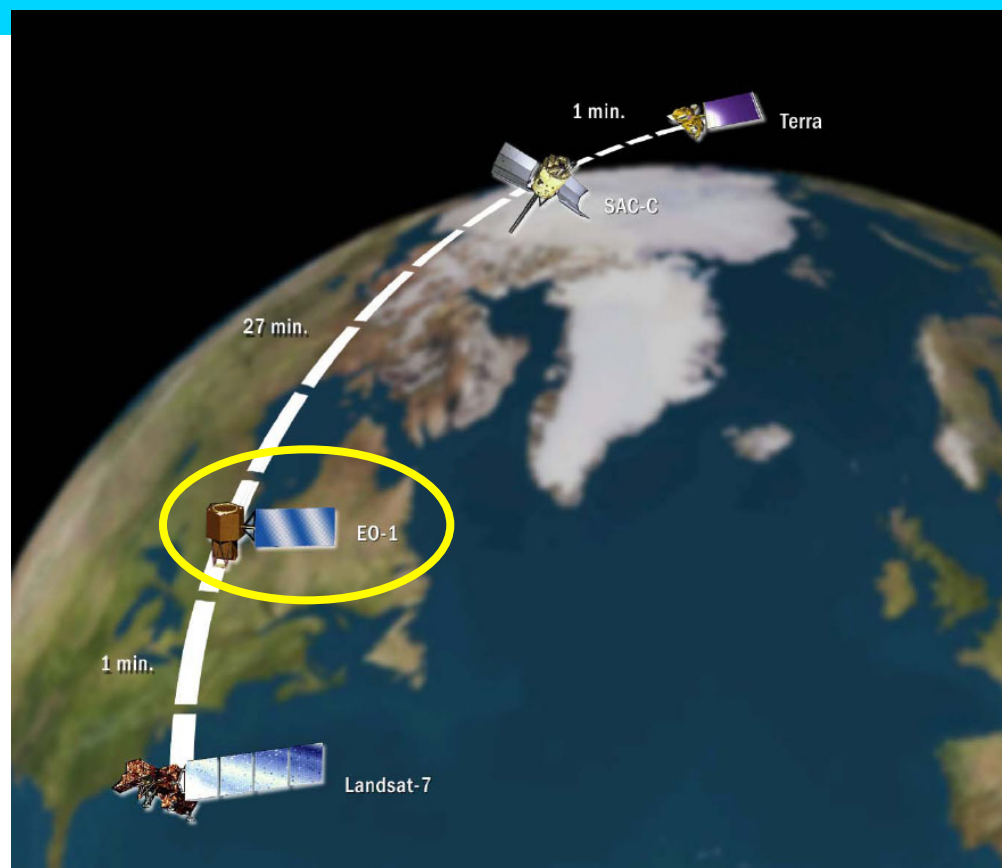 1 min.
Terra
SAC-C
27 min.
EO-1
1 min.
Landsat-7